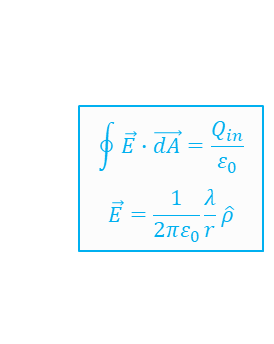 ∮ E⃗ · dA⃗ = Q_in / ε₀
E⃗ = 1 / 2πε₀ λ / r ρ̂